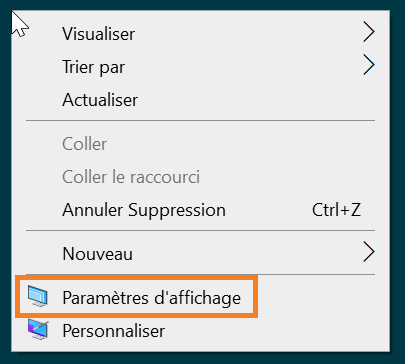 Visualiser
Trier par
Actualiser
Coller
Coller le raccourci
Annuler Suppression Ctrl+Z
Nouveau
Paramètres d'affichage
Personnaliser